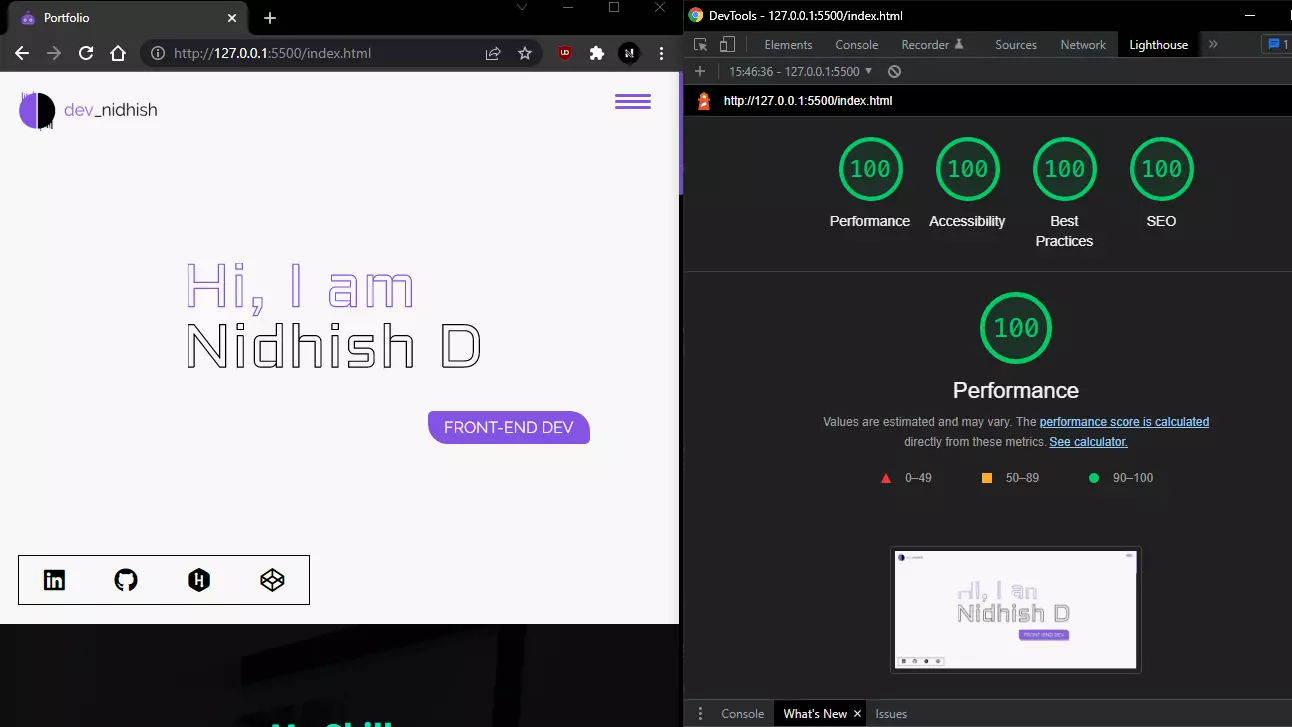 Portfolio
http://127.0.0.1:5500/index.html
dev_nidhish
Hi, I am
Nidhish D
FRONT-END DEV
DevTools - 127.0.0.1:5500/index.html
Elements Console Recorder Sources Network Lighthouse 1
15:46:36 - 127.0.0.1:5500
http://127.0.0.1:5500/index.html
100 100 100 100
Performance Accessibility Best Practices SEO
100
Performance
Values are estimated and may vary. The performance score is calculated
directly from these metrics. See calculator.
0–49 50–89 90–100
Hi, I am
Nidhish D
FRONT-END DEV
Console What's New Issues